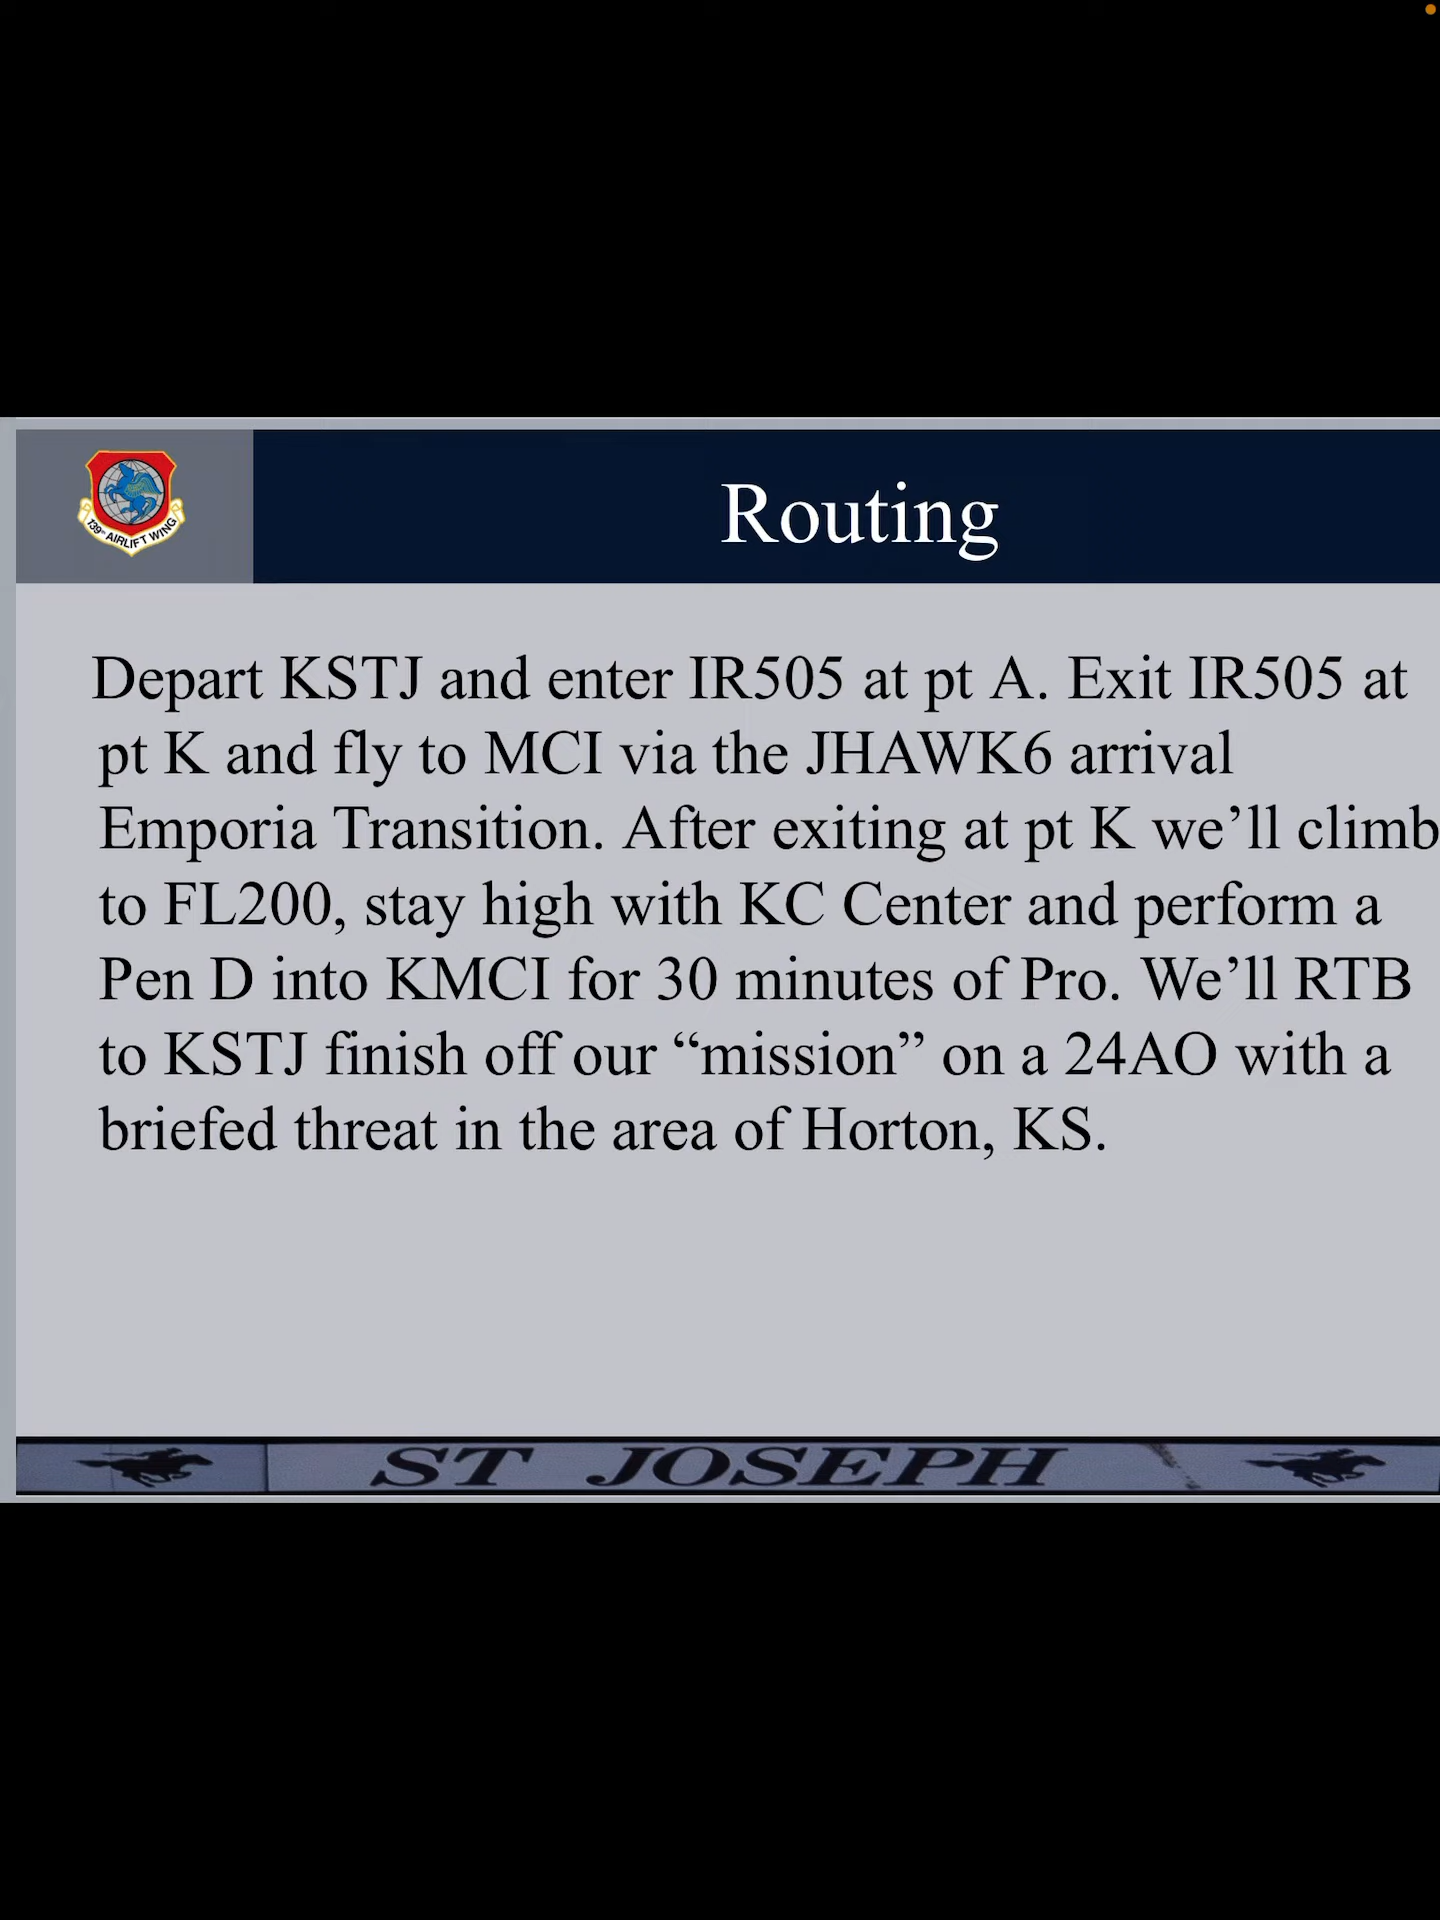 139th AIRLIFT WING
Routing
Depart KSTJ and enter IR505 at pt A. Exit IR505 at
pt K and fly to MCI via the JHAWK6 arrival
Emporia Transition. After exiting at pt K we’ll climb
to FL200, stay high with KC Center and perform a
Pen D into KMCI for 30 minutes of Pro. We’ll RTB
to KSTJ finish off our “mission” on a 24AO with a
briefed threat in the area of Horton, KS.
ST JOSEPH